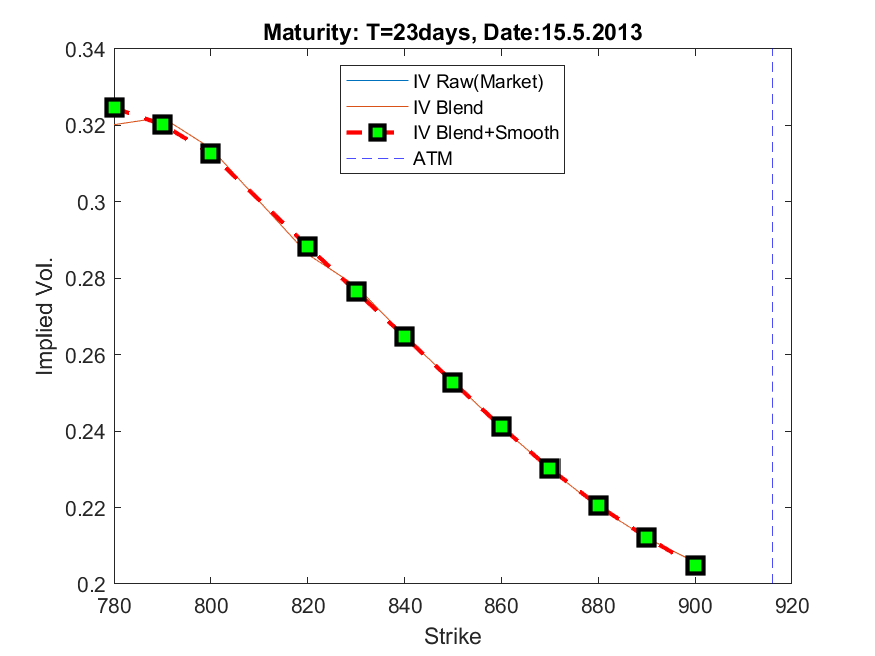 Maturity: T=23days, Date:15.5.2013
0.34
0.32
0.3
0.28
0.26
0.24
0.22
0.2
Implied Vol.
IV Raw(Market)
IV Blend
IV Blend+Smooth
ATM
780 800 820 840 860 880 900 920
Strike